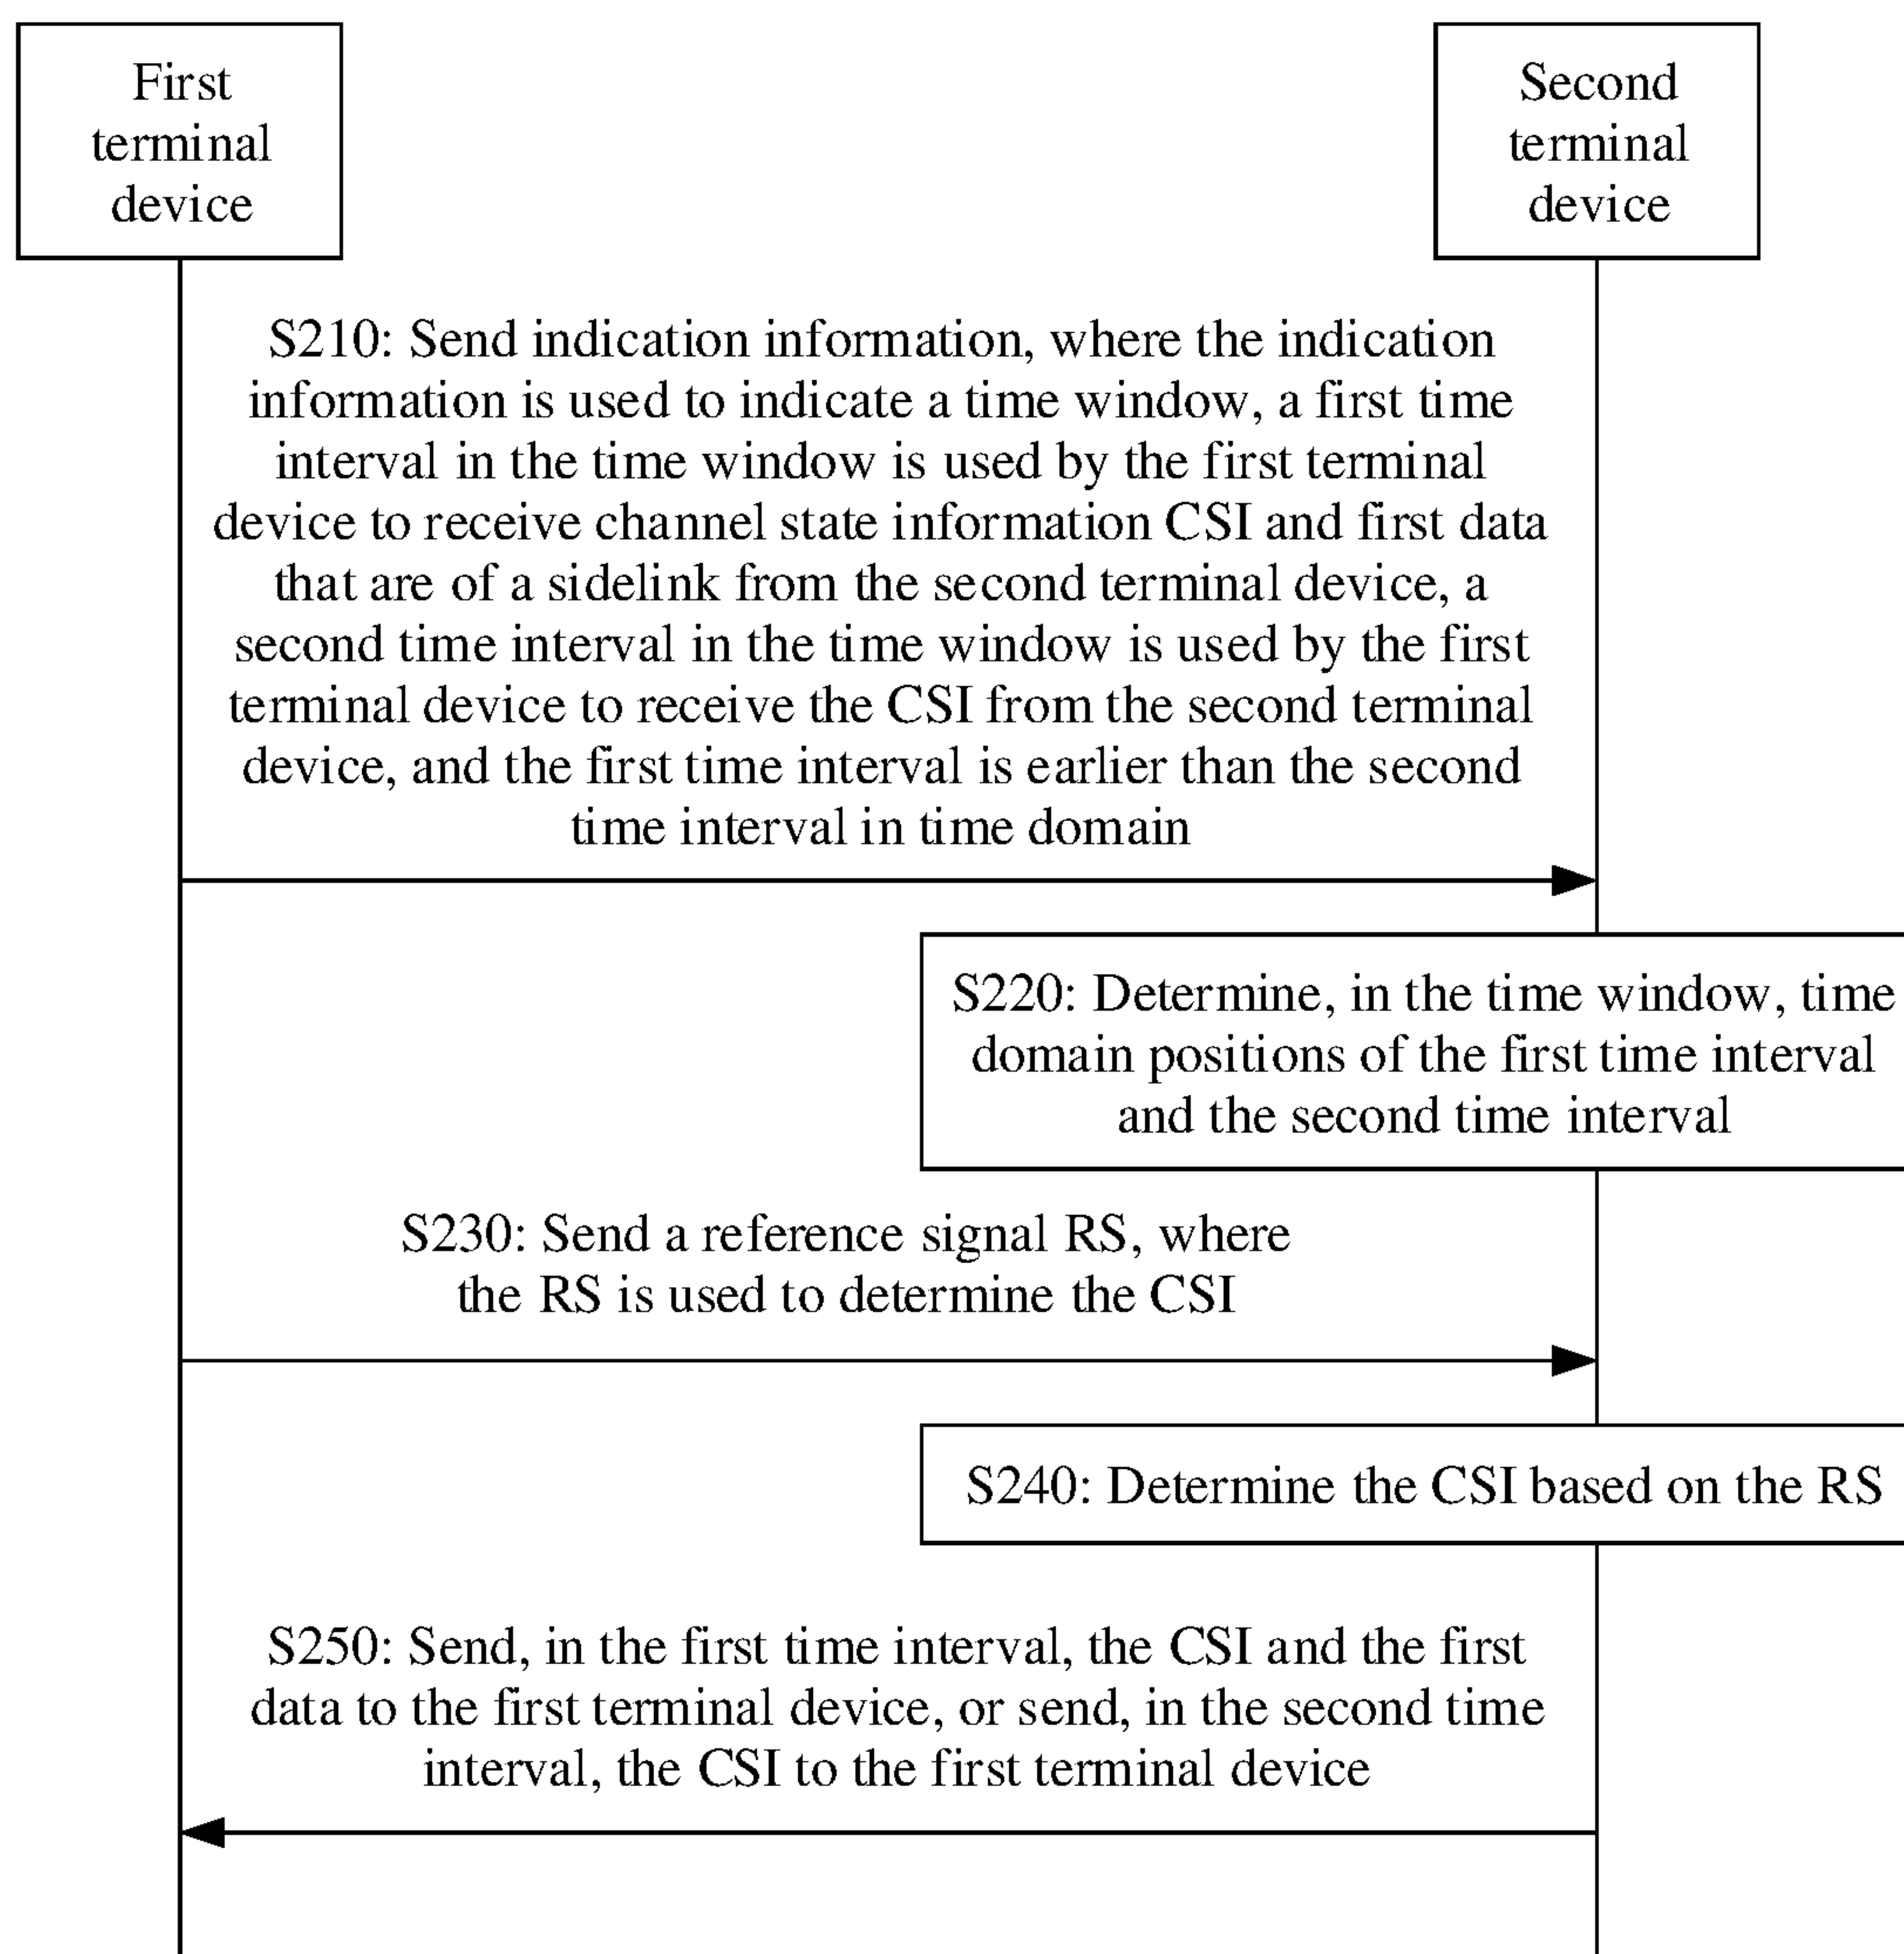 First
terminal
device
Second
terminal
device
S210: Send indication information, where the indication
information is used to indicate a time window, a first time
interval in the time window is used by the first terminal
device to receive channel state information CSI and first data
that are of a sidelink from the second terminal device, a
second time interval in the time window is used by the first
terminal device to receive the CSI from the second terminal
device, and the first time interval is earlier than the second
time interval in time domain
S220: Determine, in the time window, time
domain positions of the first time interval
and the second time interval
S230: Send a reference signal RS, where
the RS is used to determine the CSI
S240: Determine the CSI based on the RS
S250: Send, in the first time interval, the CSI and the first
data to the first terminal device, or send, in the second time
interval, the CSI to the first terminal device